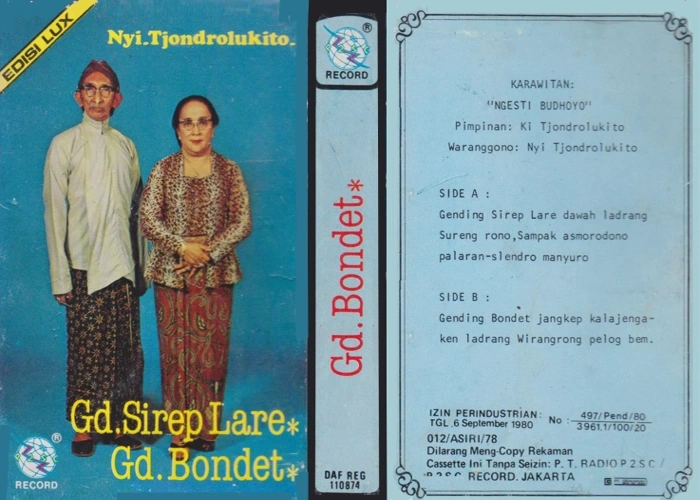 EDISI LUX
Nyi.Tjondrolukito.
Gd.Sirep Lare*
Gd.Bondet*
®
RECORD
®
RECORD
Gd.Bondet*
DAF REG
110874
KARAWITAN:
"NGESTI BUDHOYO"
Pimpinan: Ki Tjondrolukito
Waranggono: Nyi Tjondrolukito
SIDE A :
Gending Sirep Lare dawah ladrang
Sureng rono,Sampak asmorodono
palaran-slendro manyuro
SIDE B :
Gending Bondet jangkep kalajenga-
ken ladrang Wirangrong pelog bem.
IZIN PERINDUSTRIAN:
TGL .6 September 1980
No : 497/Pend/80
3961.1/100/20
012/ASIRI/78
Dilarang Meng-Copy Rekaman
Cassette Ini Tanpa Seizin: P. T. RADIO P 2 S C /
RECORD. JAKARTA